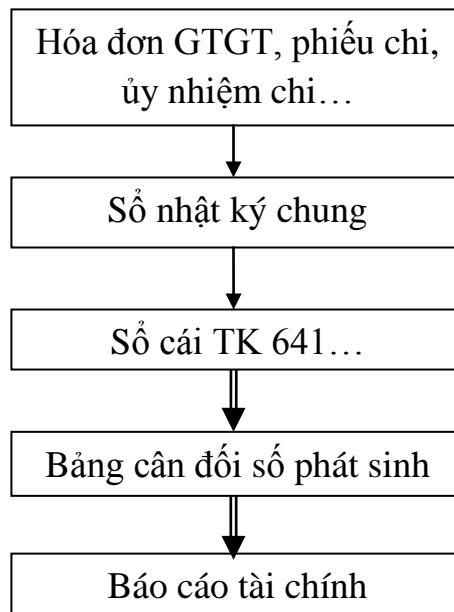 Hóa đơn GTGT, phiếu chi,
ủy nhiệm chi…
Sổ nhật ký chung
Sổ cái TK 641…
Bảng cân đối số phát sinh
Báo cáo tài chính